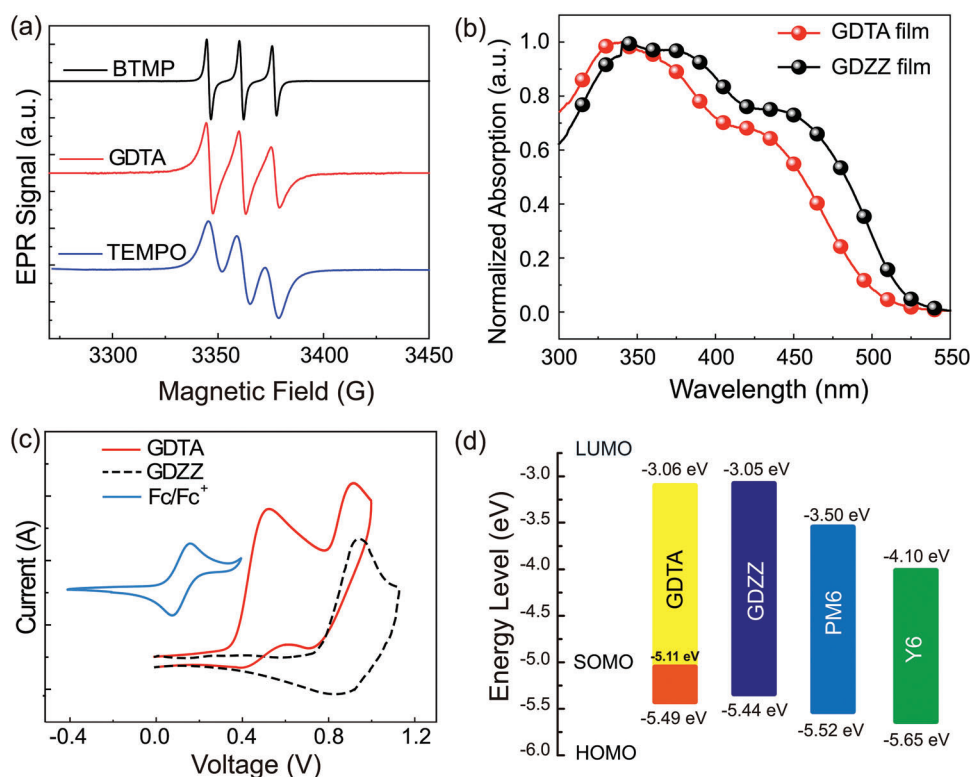 (a)
BTMP
GDTA
TEMPO
EPR Signal (a.u.)
3300 3350 3400 3450
Magnetic Field (G)
(b)
GDTA film
GDZZ film
Normalized Absorption (a.u.)
1.0
0.8
0.6
0.4
0.2
0.0
300 350 400 450 500 550
Wavelength (nm)
(c)
GDTA
GDZZ
Fc/Fc+
Current (A)
-0.4 0.0 0.4 0.8 1.2
Voltage (V)
(d)
LUMO
SOMO
HOMO
Energy Level (eV)
-3.0
-3.5
-4.0
-4.5
-5.0
-5.5
-6.0
-3.06 eV
GDTA
-5.11 eV
-5.49 eV
-3.05 eV
GDZZ
-5.44 eV
-3.50 eV
PM6
-5.52 eV
-4.10 eV
Y6
-5.65 eV